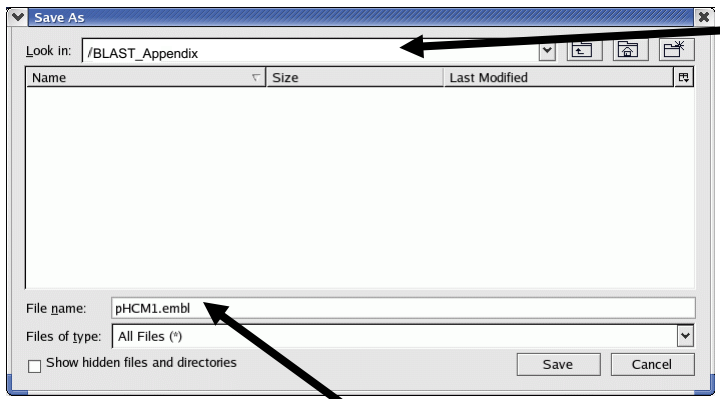 Save As
Look in: /BLAST_Appendix
Name Size Last Modified
File name: pHCM1.embl
Files of type: All Files (*)
Show hidden files and directories Save Cancel